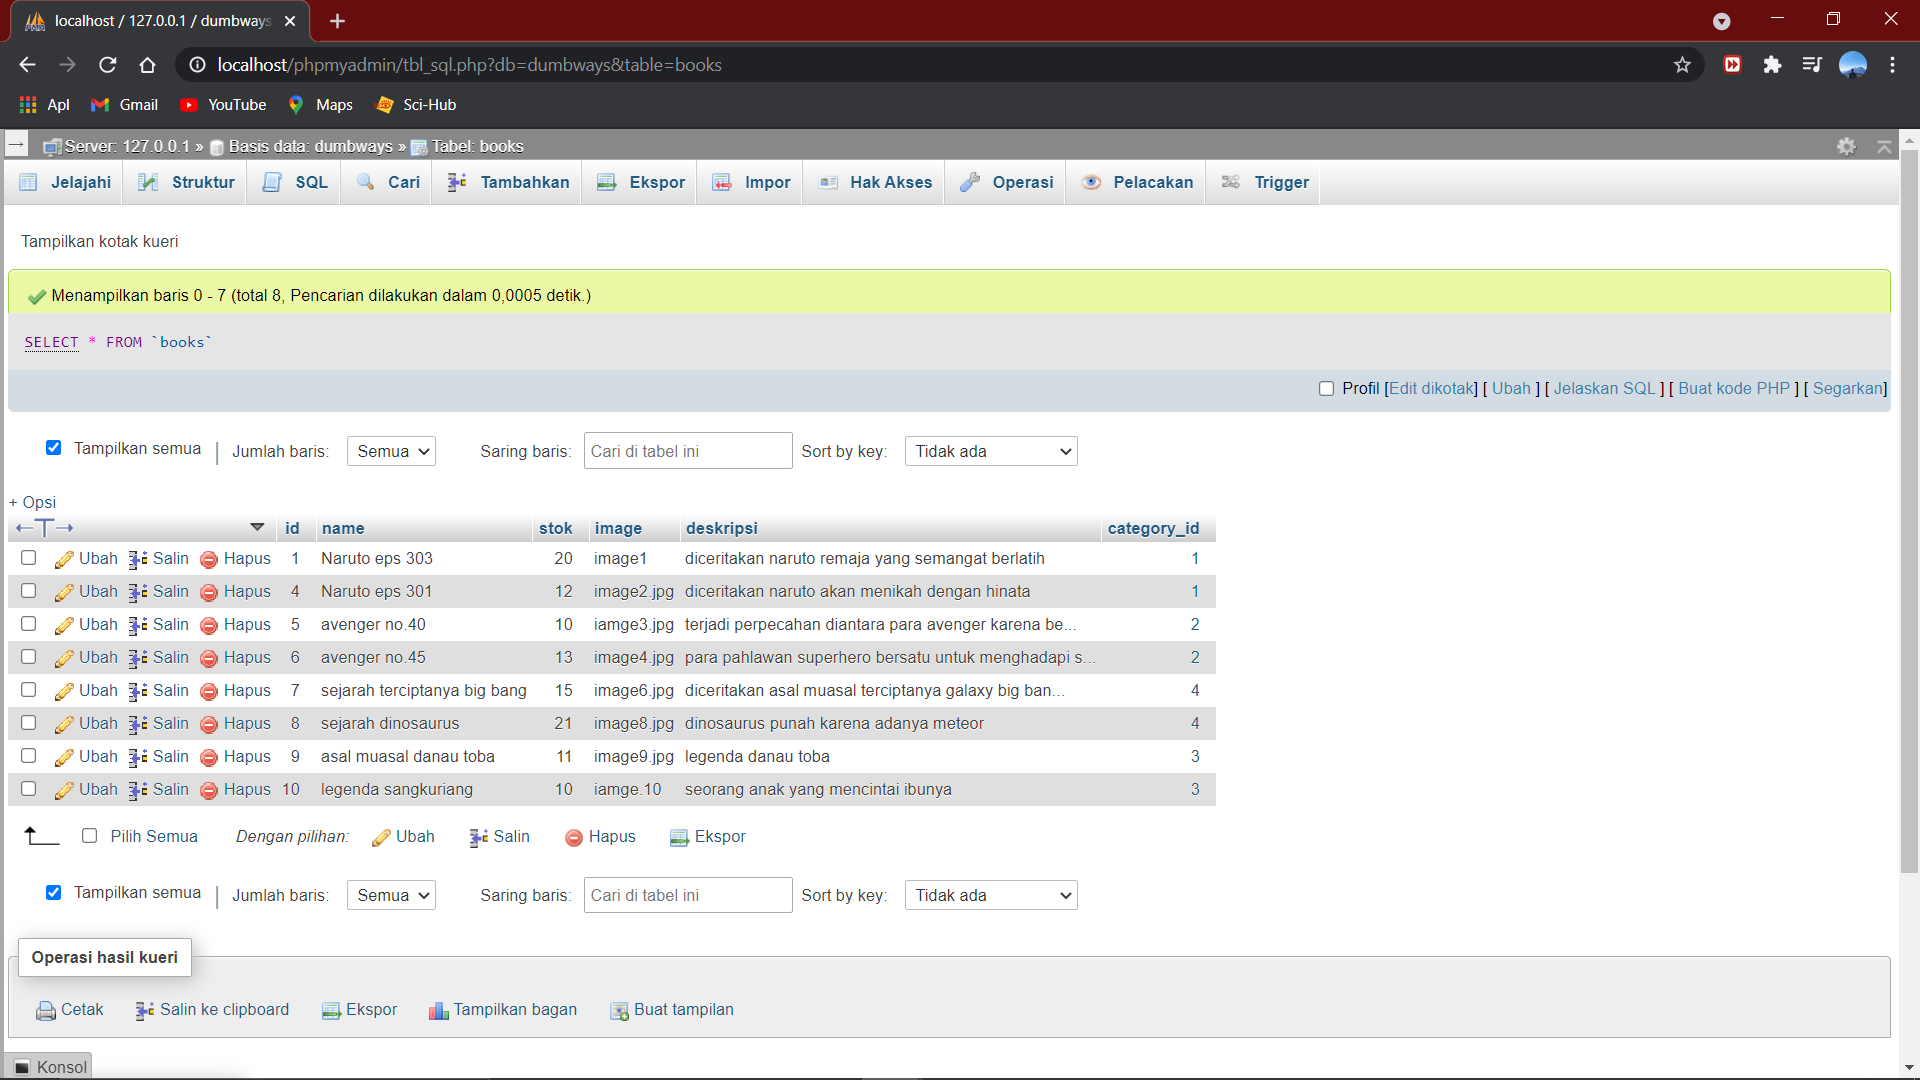 localhost / 127.0.0.1 / dumbways
localhost/phpmyadmin/tbl_sql.php?db=dumbways&table=books
Apl Gmail YouTube Maps Sci-Hub
Server: 127.0.0.1 » Basis data: dumbways » Tabel: books
Jelajahi Struktur SQL Cari Tambahkan Ekspor Impor Hak Akses Operasi Pelacakan Trigger
Tampilkan kotak kueri
Menampilkan baris 0 - 7 (total 8, Pencarian dilakukan dalam 0,0005 detik.)
SELECT * FROM `books`
Profil [Edit dikotak] [ Ubah ] [ Jelaskan SQL ] [ Buat kode PHP ] [ Segarkan]
Tampilkan semua | Jumlah baris: Semua Saring baris: Cari di tabel ini Sort by key: Tidak ada
+ Opsi
←T→ id name stok image deskripsi category_id
Ubah Salin Hapus 1 Naruto eps 303 20 image1 diceritakan naruto remaja yang semangat berlatih 1
Ubah Salin Hapus 4 Naruto eps 301 12 image2.jpg diceritakan naruto akan menikah dengan hinata 1
Ubah Salin Hapus 5 avenger no.40 10 iamge3.jpg terjadi perpecahan diantara para avenger karena be... 2
Ubah Salin Hapus 6 avenger no.45 13 image4.jpg para pahlawan superhero bersatu untuk menghadapi s... 2
Ubah Salin Hapus 7 sejarah terciptanya big bang 15 image6.jpg diceritakan asal muasal terciptanya galaxy big ban... 4
Ubah Salin Hapus 8 sejarah dinosaurus 21 image8.jpg dinosaurus punah karena adanya meteor 4
Ubah Salin Hapus 9 asal muasal danau toba 11 image9.jpg legenda danau toba 3
Ubah Salin Hapus 10 legenda sangkuriang 10 iamge.10 seorang anak yang mencintai ibunya 3
Pilih Semua Dengan pilihan: Ubah Salin Hapus Ekspor
Tampilkan semua | Jumlah baris: Semua Saring baris: Cari di tabel ini Sort by key: Tidak ada
Operasi hasil kueri
Cetak Salin ke clipboard Ekspor Tampilkan bagan Buat tampilan
Konsol